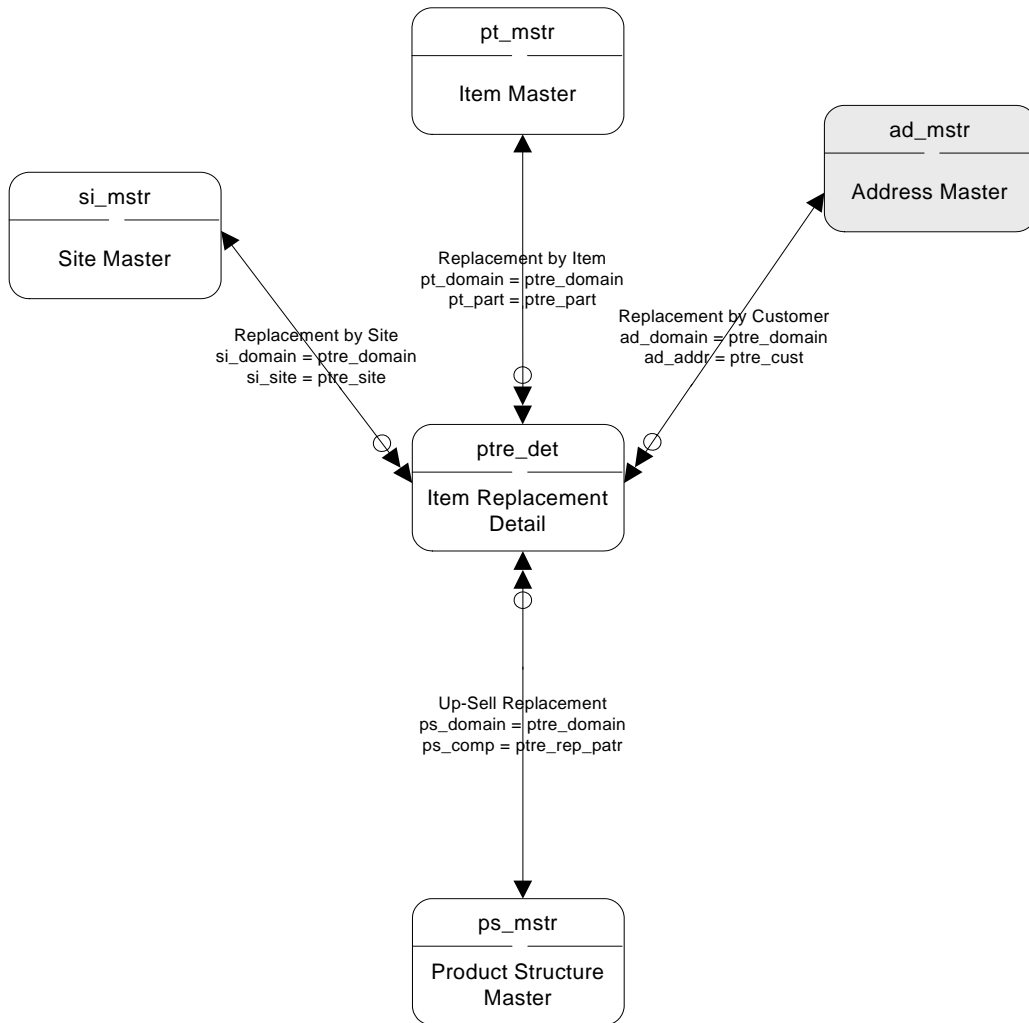 pt_mstr
Item Master
ad_mstr
Address Master
si_mstr
Site Master
Replacement by Item
pt_domain = ptre_domain
pt_part = ptre_part
Replacement by Customer
ad_domain = ptre_domain
ad_addr = ptre_cust
Replacement by Site
si_domain = ptre_domain
si_site = ptre_site
ptre_det
Item Replacement
Detail
Up-Sell Replacement
ps_domain = ptre_domain
ps_comp = ptre_rep_patr
ps_mstr
Product Structure
Master